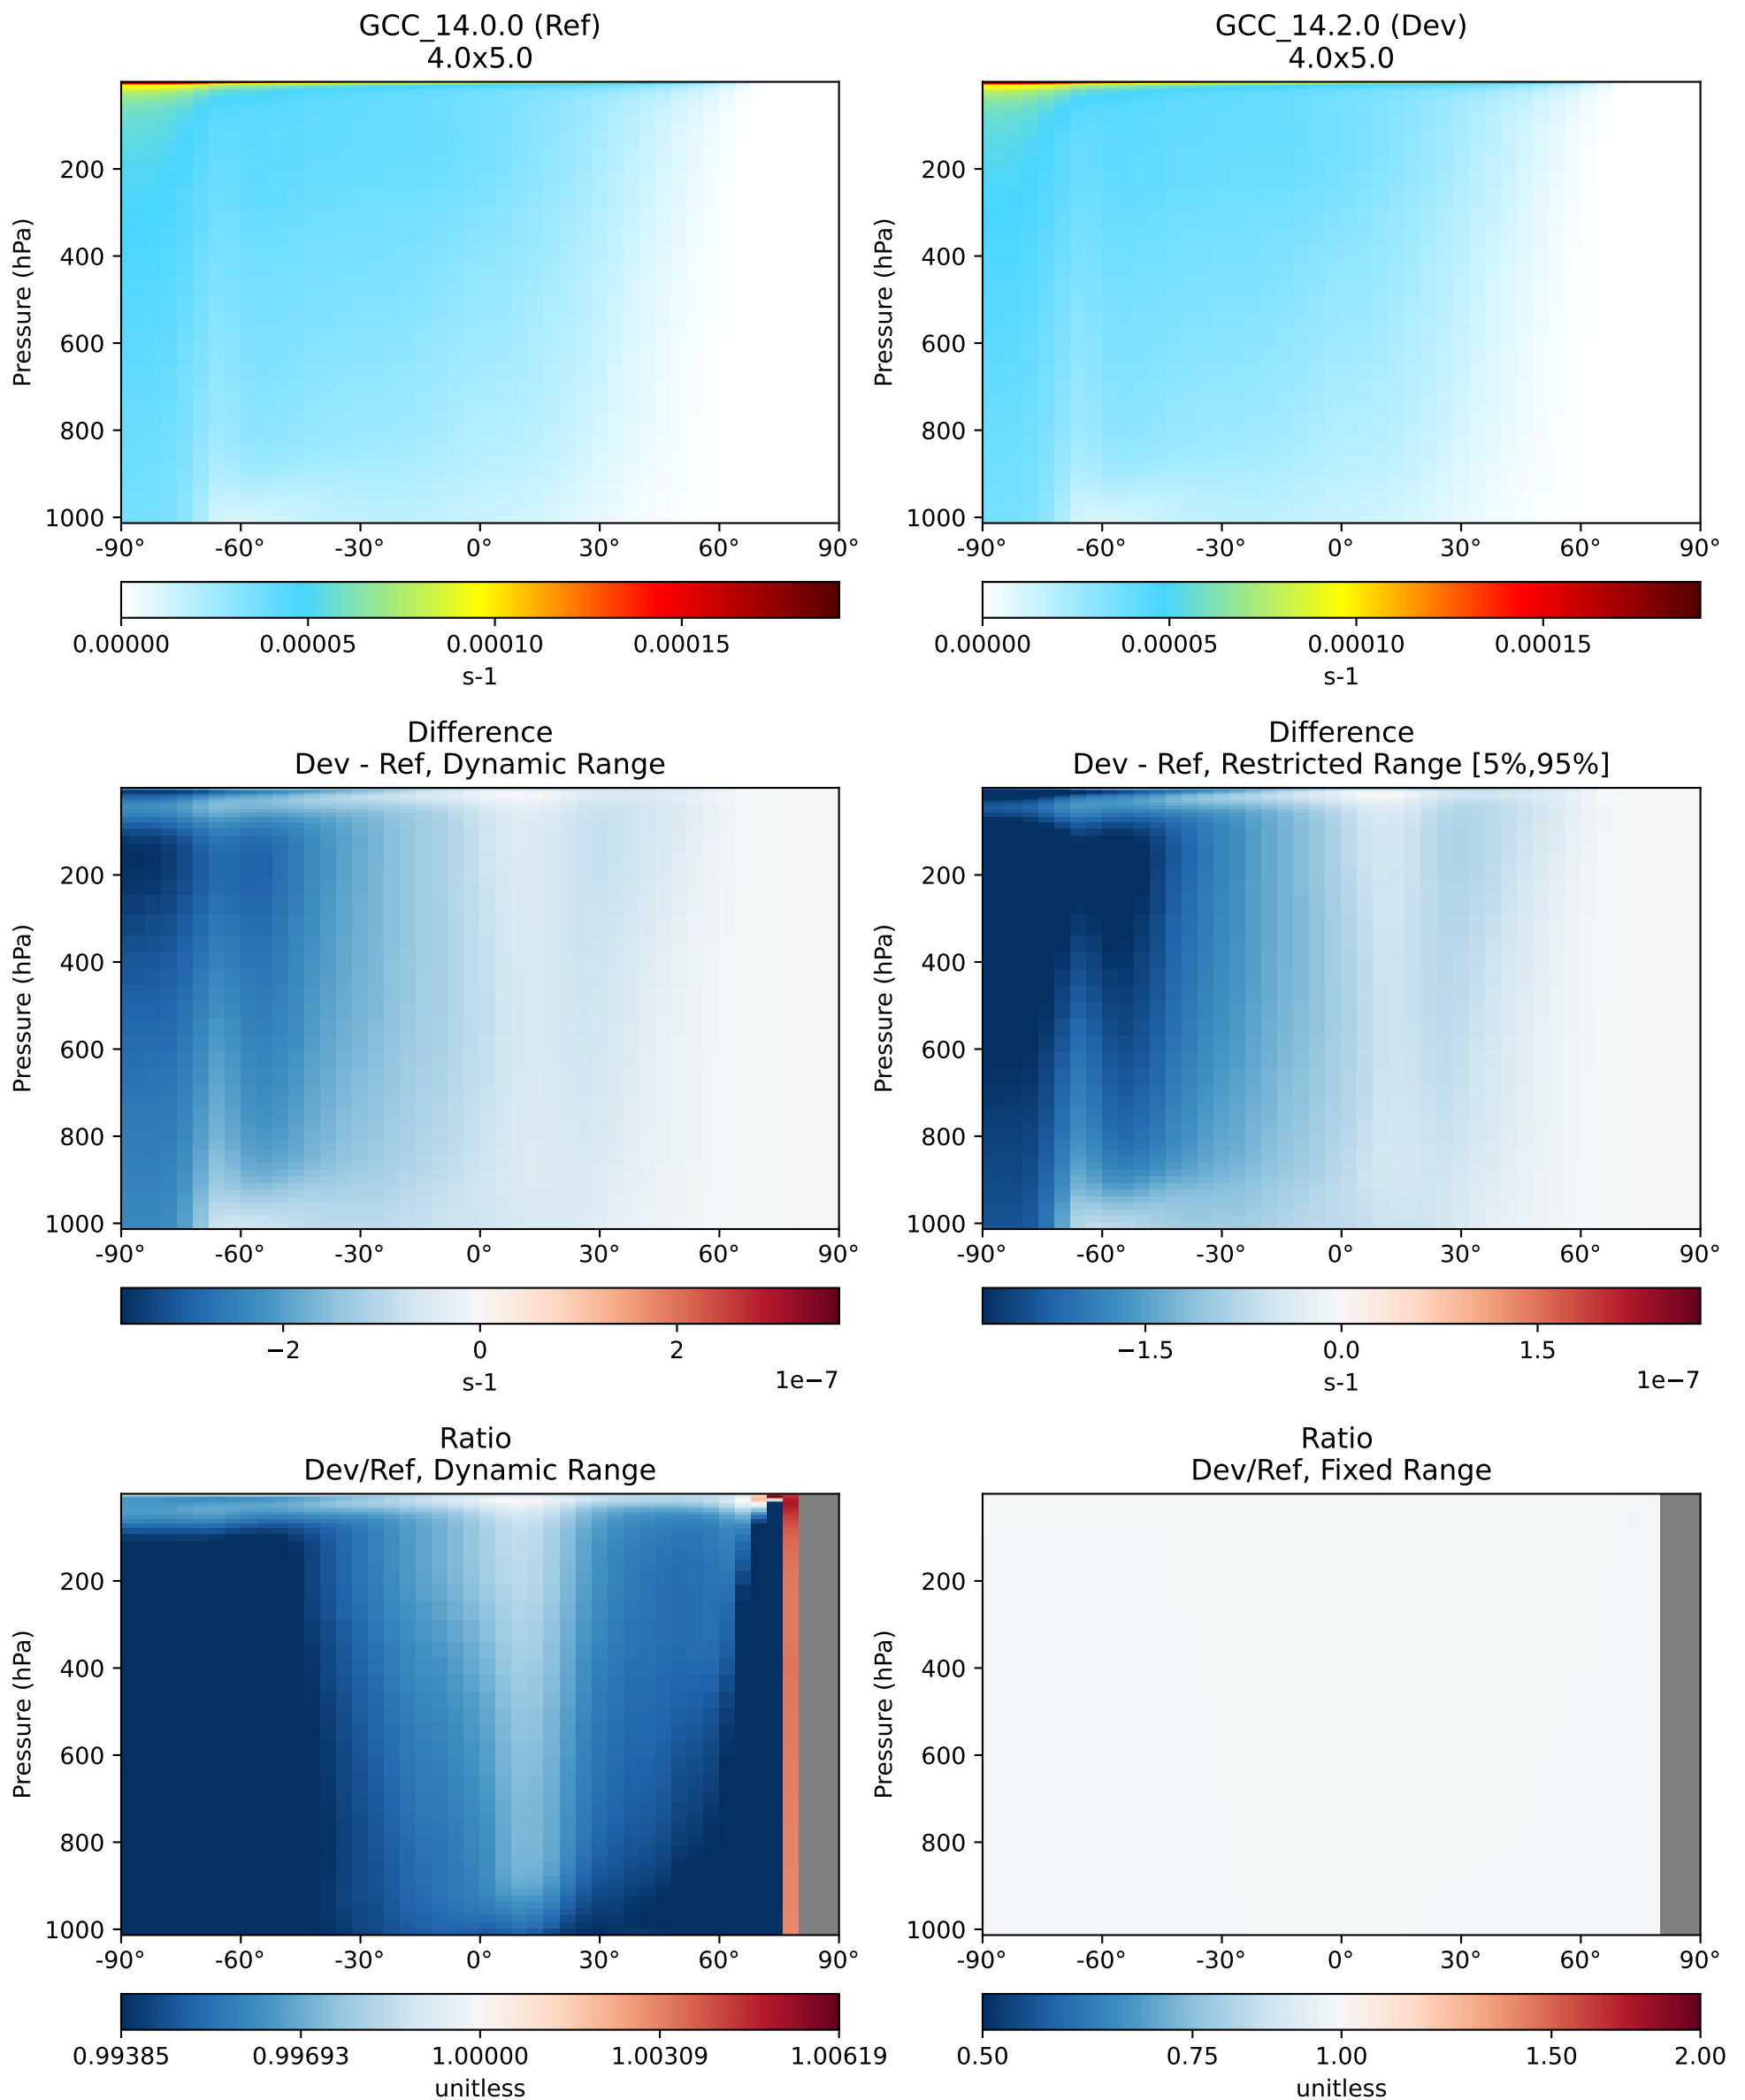 GCC_14.0.0 (Ref)
4.0x5.0
Pressure (hPa)
200
400
600
800
1000
-90° -60° -30° 0° 30° 60° 90°
0.00000 0.00005 0.00010 0.00015
s-1
GCC_14.2.0 (Dev)
4.0x5.0
Pressure (hPa)
200
400
600
800
1000
-90° -60° -30° 0° 30° 60° 90°
0.00000 0.00005 0.00010 0.00015
s-1
Difference
Dev - Ref, Dynamic Range
Pressure (hPa)
200
400
600
800
1000
-90° -60° -30° 0° 30° 60° 90°
−2 0 2
s-1
1e−7
Difference
Dev - Ref, Restricted Range [5%,95%]
Pressure (hPa)
200
400
600
800
1000
-90° -60° -30° 0° 30° 60° 90°
−1.5 0.0 1.5
s-1
1e−7
Ratio
Dev/Ref, Dynamic Range
Pressure (hPa)
200
400
600
800
1000
-90° -60° -30° 0° 30° 60° 90°
0.99385 0.99693 1.00000 1.00309 1.00619
unitless
Ratio
Dev/Ref, Fixed Range
Pressure (hPa)
200
400
600
800
1000
-90° -60° -30° 0° 30° 60° 90°
0.50 0.75 1.00 1.50 2.00
unitless